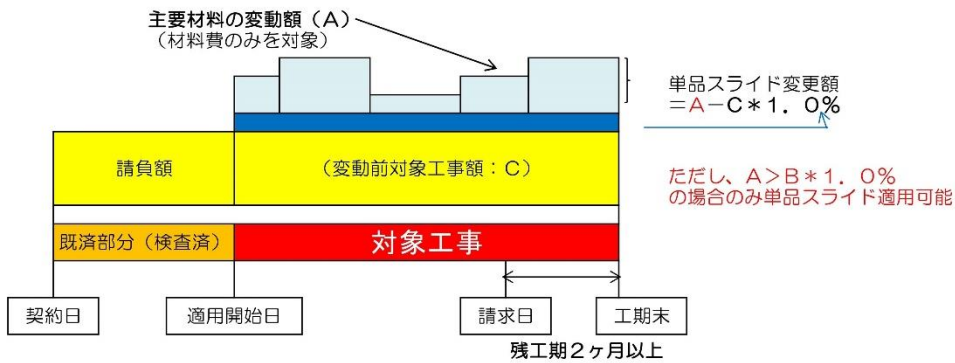 主要材料の変動額（A）
（材料費のみを対象）
単品スライド変更額
＝A－C＊１．０％
請負額
（変動前対象工事額：C）
ただし、A＞B＊１．０％
の場合のみ単品スライド適用可能
既済部分（検査済）
対象工事
契約日
適用開始日
請求日
工期末
残工期２ヶ月以上